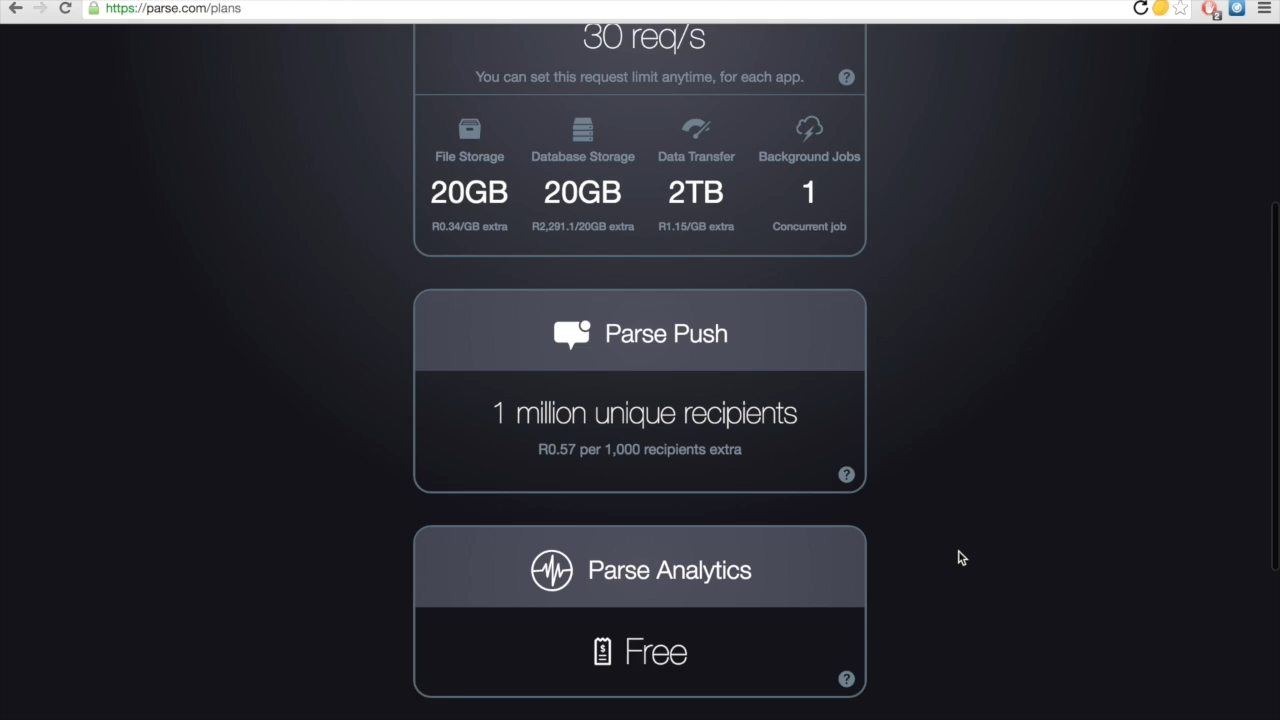 https://parse.com/plans
2
30 req/s
You can set this request limit anytime, for each app.
?
File Storage Database Storage Data Transfer Background Jobs
20GB 20GB 2TB 1
R0.34/GB extra R2,291.1/20GB extra R1.15/GB extra Concurrent job
Parse Push
1 million unique recipients
R0.57 per 1,000 recipients extra
?
Parse Analytics
$ Free
?